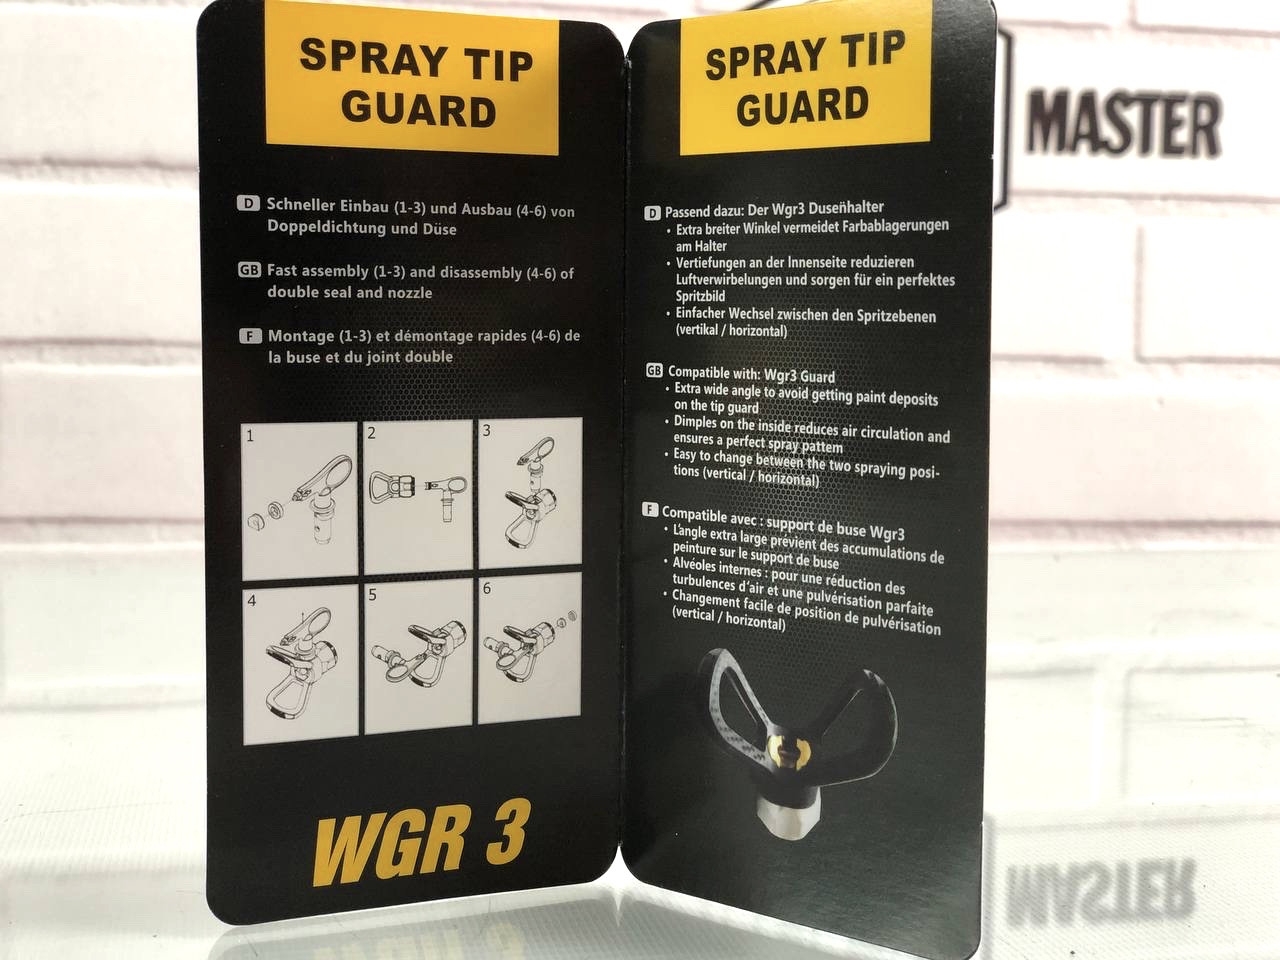 SPRAY TIP
GUARD
D Schneller Einbau (1-3) und Ausbau (4-6) von
Doppeldichtung und Düse
GB Fast assembly (1-3) and disassembly (4-6) of
double seal and nozzle
F Montage (1-3) et démontage rapides (4-6) de
la buse et du joint double
1
2
3
4
5
6
WGR 3
SPRAY TIP
GUARD
D Passend dazu: Der Wgr3 Duseñhalter
• Extra breiter Winkel vermeidet Farbablagerungen
am Halter
• Vertiefungen an der Innenseite reduzieren
Luftverwirbelungen und sorgen für ein perfektes
Spritzbild
• Einfacher Wechsel zwischen den Spritzebenen
(vertikal / horizontal)
GB Compatible with: Wgr3 Guard
• Extra wide angle to avoid getting paint deposits
on the tip guard
• Dimples on the inside reduces air circulation and
ensures a perfect spray pattem
• Easy to change between the two spraying posi-
tions (vertical / horizontal)
F Compatible avec : support de buse Wgr3
• L'angle extra large prévient des accumulations de
peinture sur le support de buse
• Alvéoles internes : pour une réduction des
turbulences d'air et une pulvérisation parfaite
• Changement facile de position de pulvérisation
(vertical / horizontal)
MASTER